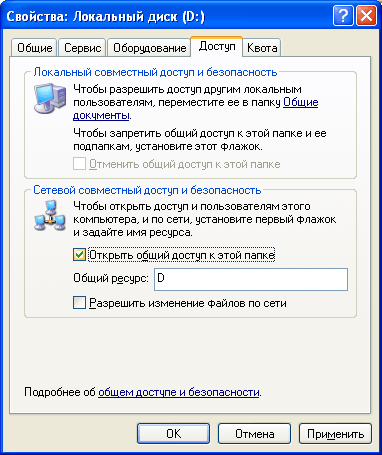 Свойства: Локальный диск (D:)
Общие Сервис Оборудование Доступ Квота
Локальный совместный доступ и безопасность
Чтобы разрешить доступ другим локальным
пользователям, переместите ее в папку Общие
документы.
Чтобы запретить общий доступ к этой папке и ее
подпапкам, установите этот флажок.
Отменить общий доступ к этой папке
Сетевой совместный доступ и безопасность
Чтобы открыть доступ и пользователям этого
компьютера, и по сети, установите первый флажок
и задайте имя ресурса.
Открыть общий доступ к этой папке
Общий ресурс: D
Разрешить изменение файлов по сети
Подробнее об общем доступе и безопасности.
ОК Отмена Применить